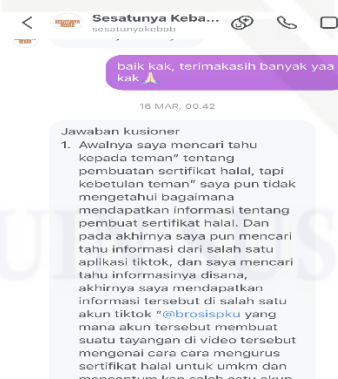 Sesatunya Keba...
sesatunyakebab
baik kak, terimakasih banyak yaa
kak 🙏🏻
16 MAR, 00.42
Jawaban kusioner
1. Awalnya saya mencari tahu
kepada teman" tentang
pembuatan sertifikat halal, tapi
kebetulan teman" saya pun tidak
mengetahui bagaimana
mendapatkan informasi tentang
pembuat sertifikat halal. Dan
pada akhirnya saya pun mencari
tahu informasi dari salah satu
aplikasi tiktok, dan saya mencari
tahu informasinya disana,
akhirnya saya mendapatkan
informasi tersebut di salah satu
akun tiktok "@brosispku yang
mana akun tersebut membuat
suatu tayangan di video tersebut
mengenai cara cara mengurus
sertifikat halal untuk umkm dan